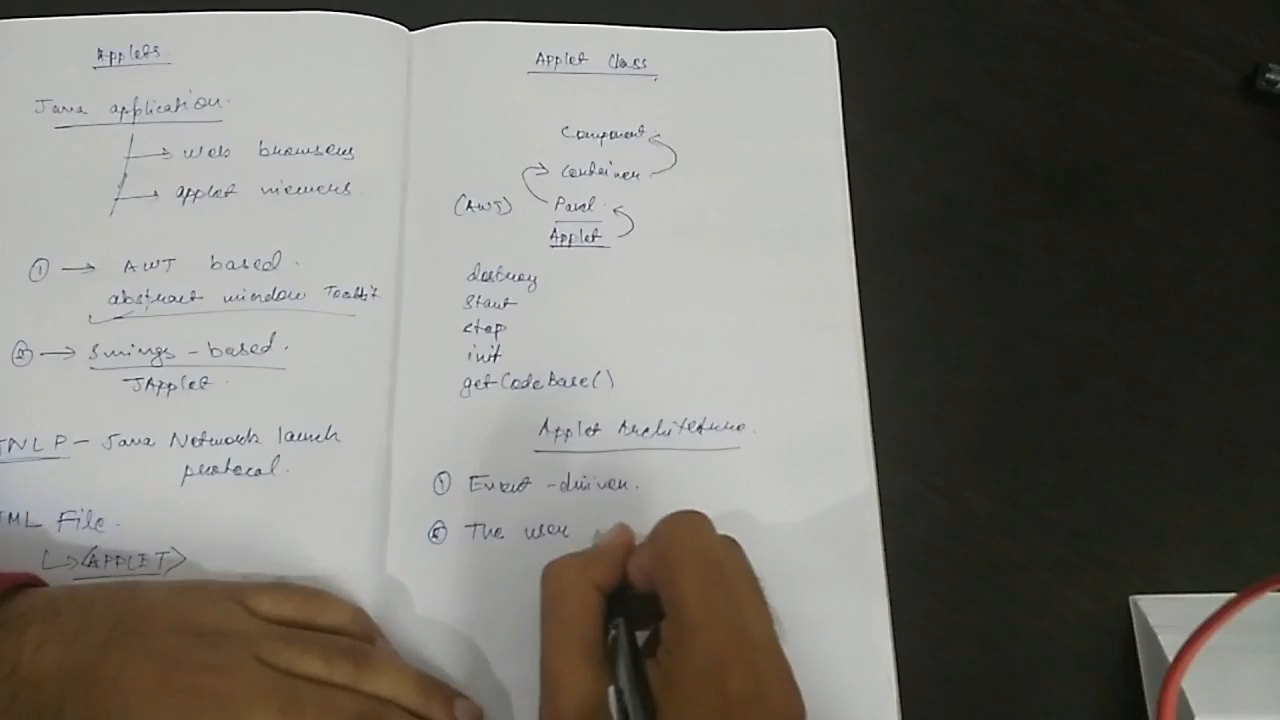 Applets
Java application.
→ web browsers
→ applet viewers
① → AWT based.
abstract window Toolkit
② → Swings - based.
JApplet.
JNLP - Java Network launch
protocol.
TML File.
↳ <APPLET>
Applet Class
Component
Container
(AWT) Panel
Applet
destroy
start
stop
init
getCodeBase()
Applet Architeture.
① Event - driven.
② The user